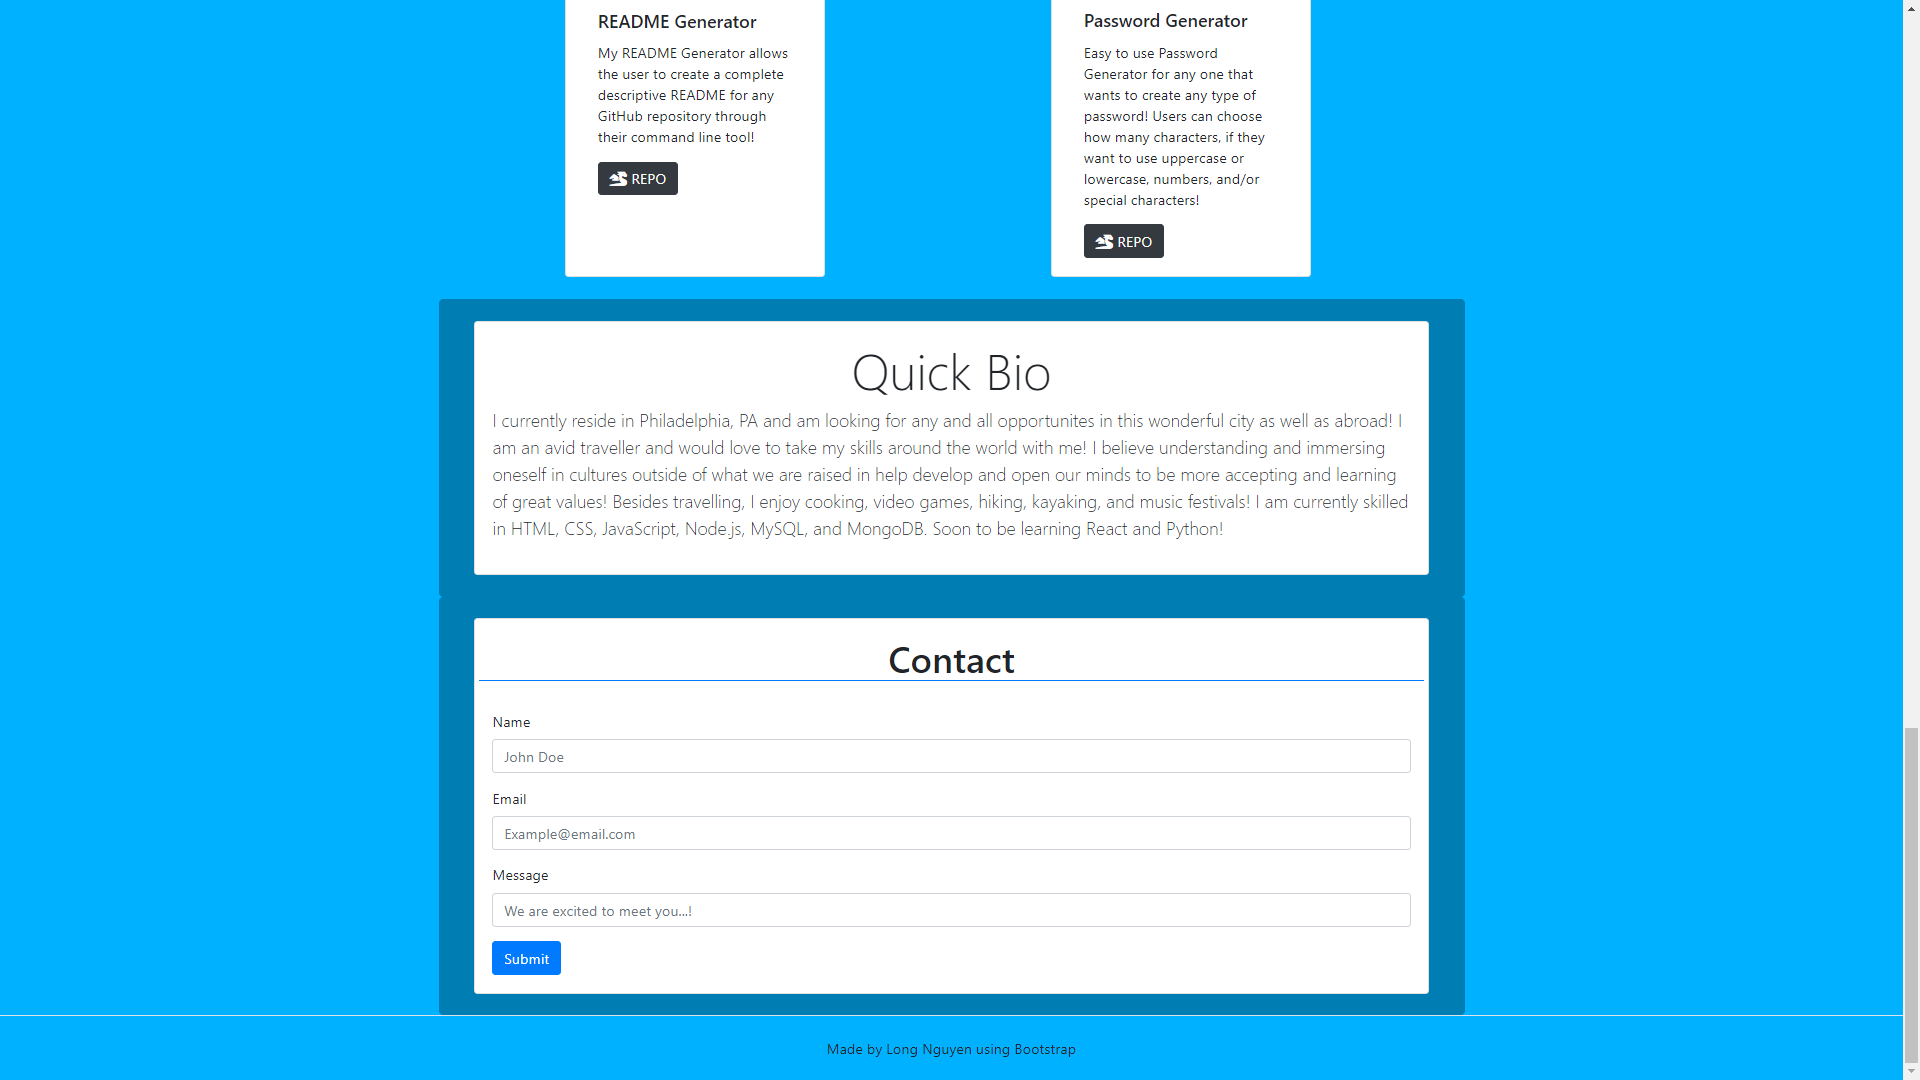 README Generator
My README Generator allows
the user to create a complete
descriptive README for any
GitHub repository through
their command line tool!
REPO
Password Generator
Easy to use Password
Generator for any one that
wants to create any type of
password! Users can choose
how many characters, if they
want to use uppercase or
lowercase, numbers, and/or
special characters!
REPO
Quick Bio
I currently reside in Philadelphia, PA and am looking for any and all opportunites in this wonderful city as well as abroad! I
am an avid traveller and would love to take my skills around the world with me! I believe understanding and immersing
oneself in cultures outside of what we are raised in help develop and open our minds to be more accepting and learning
of great values! Besides travelling, I enjoy cooking, video games, hiking, kayaking, and music festivals! I am currently skilled
in HTML, CSS, JavaScript, Node.js, MySQL, and MongoDB. Soon to be learning React and Python!
Contact
Name
John Doe
Email
Example@email.com
Message
We are excited to meet you...!
Submit
Made by Long Nguyen using Bootstrap